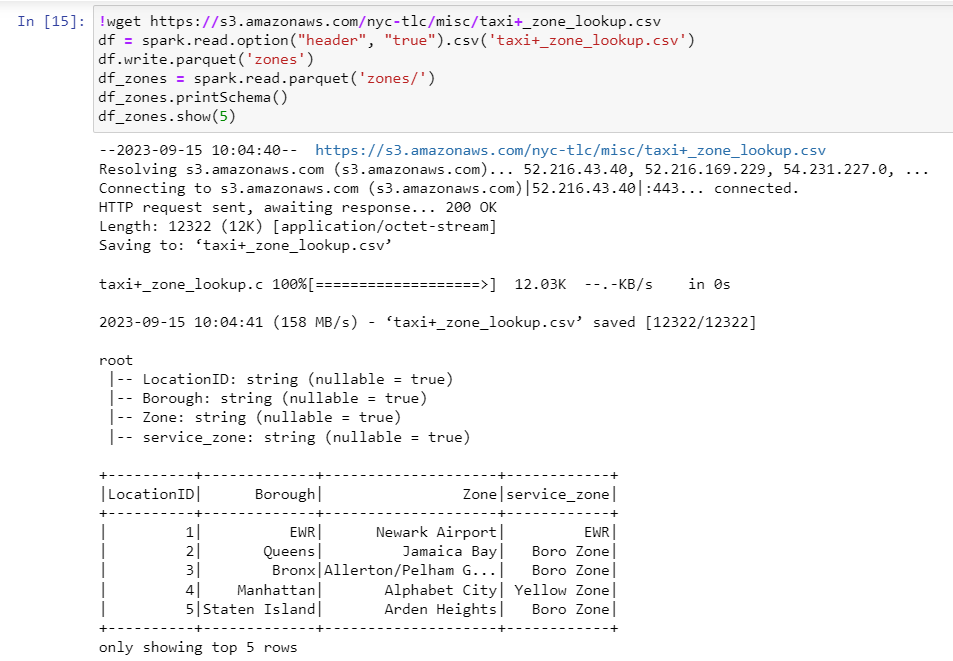 In [15]: !wget https://s3.amazonaws.com/nyc-tlc/misc/taxi+_zone_lookup.csv
df = spark.read.option("header", "true").csv('taxi+_zone_lookup.csv')
df.write.parquet('zones')
df_zones = spark.read.parquet('zones/')
df_zones.printSchema()
df_zones.show(5)
--2023-09-15 10:04:40--  https://s3.amazonaws.com/nyc-tlc/misc/taxi+_zone_lookup.csv
Resolving s3.amazonaws.com (s3.amazonaws.com)... 52.216.43.40, 52.216.169.229, 54.231.227.0, ...
Connecting to s3.amazonaws.com (s3.amazonaws.com)|52.216.43.40|:443... connected.
HTTP request sent, awaiting response... 200 OK
Length: 12322 (12K) [application/octet-stream]
Saving to: ‘taxi+_zone_lookup.csv’
taxi+_zone_lookup.c 100%[===================>]  12.03K  --.-KB/s    in 0s
2023-09-15 10:04:41 (158 MB/s) - ‘taxi+_zone_lookup.csv’ saved [12322/12322]
root
 |-- LocationID: string (nullable = true)
 |-- Borough: string (nullable = true)
 |-- Zone: string (nullable = true)
 |-- service_zone: string (nullable = true)
+----------+-------------+--------------------+------------+
|LocationID|      Borough|                Zone|service_zone|
+----------+-------------+--------------------+------------+
|         1|          EWR|      Newark Airport|         EWR|
|         2|       Queens|         Jamaica Bay|   Boro Zone|
|         3|        Bronx|Allerton/Pelham G...|   Boro Zone|
|         4|    Manhattan|       Alphabet City| Yellow Zone|
|         5|Staten Island|       Arden Heights|   Boro Zone|
+----------+-------------+--------------------+------------+
only showing top 5 rows